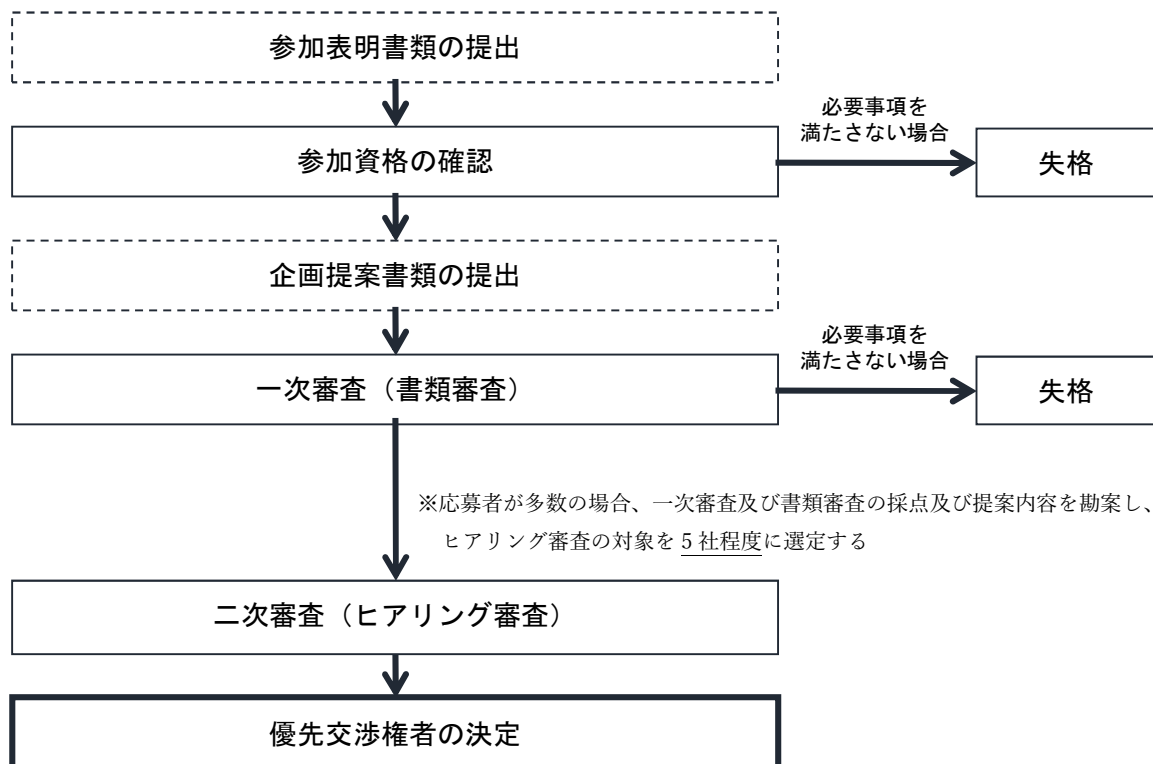 参加表明書類の提出
必要事項を
満たさない場合
参加資格の確認
失格
企画提案書類の提出
必要事項を
満たさない場合
一次審査（書類審査）
失格
※応募者が多数の場合、一次審査及び書類審査の採点及び提案内容を勘案し、
ヒアリング審査の対象を 5 社程度に選定する
二次審査（ヒアリング審査）
優先交渉権者の決定